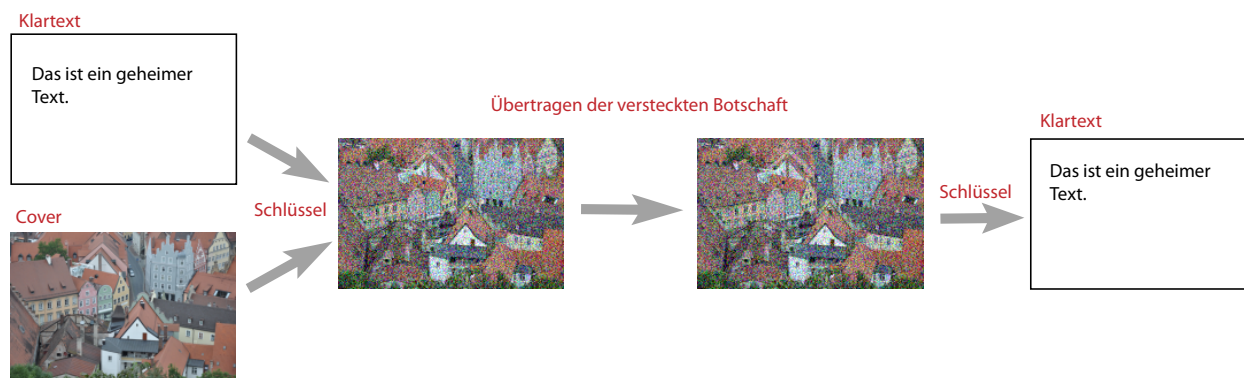 Klartext
Das ist ein geheimer
Text.
Cover
Schlüssel
Übertragen der versteckten Botschaft
Schlüssel
Klartext
Das ist ein geheimer
Text.